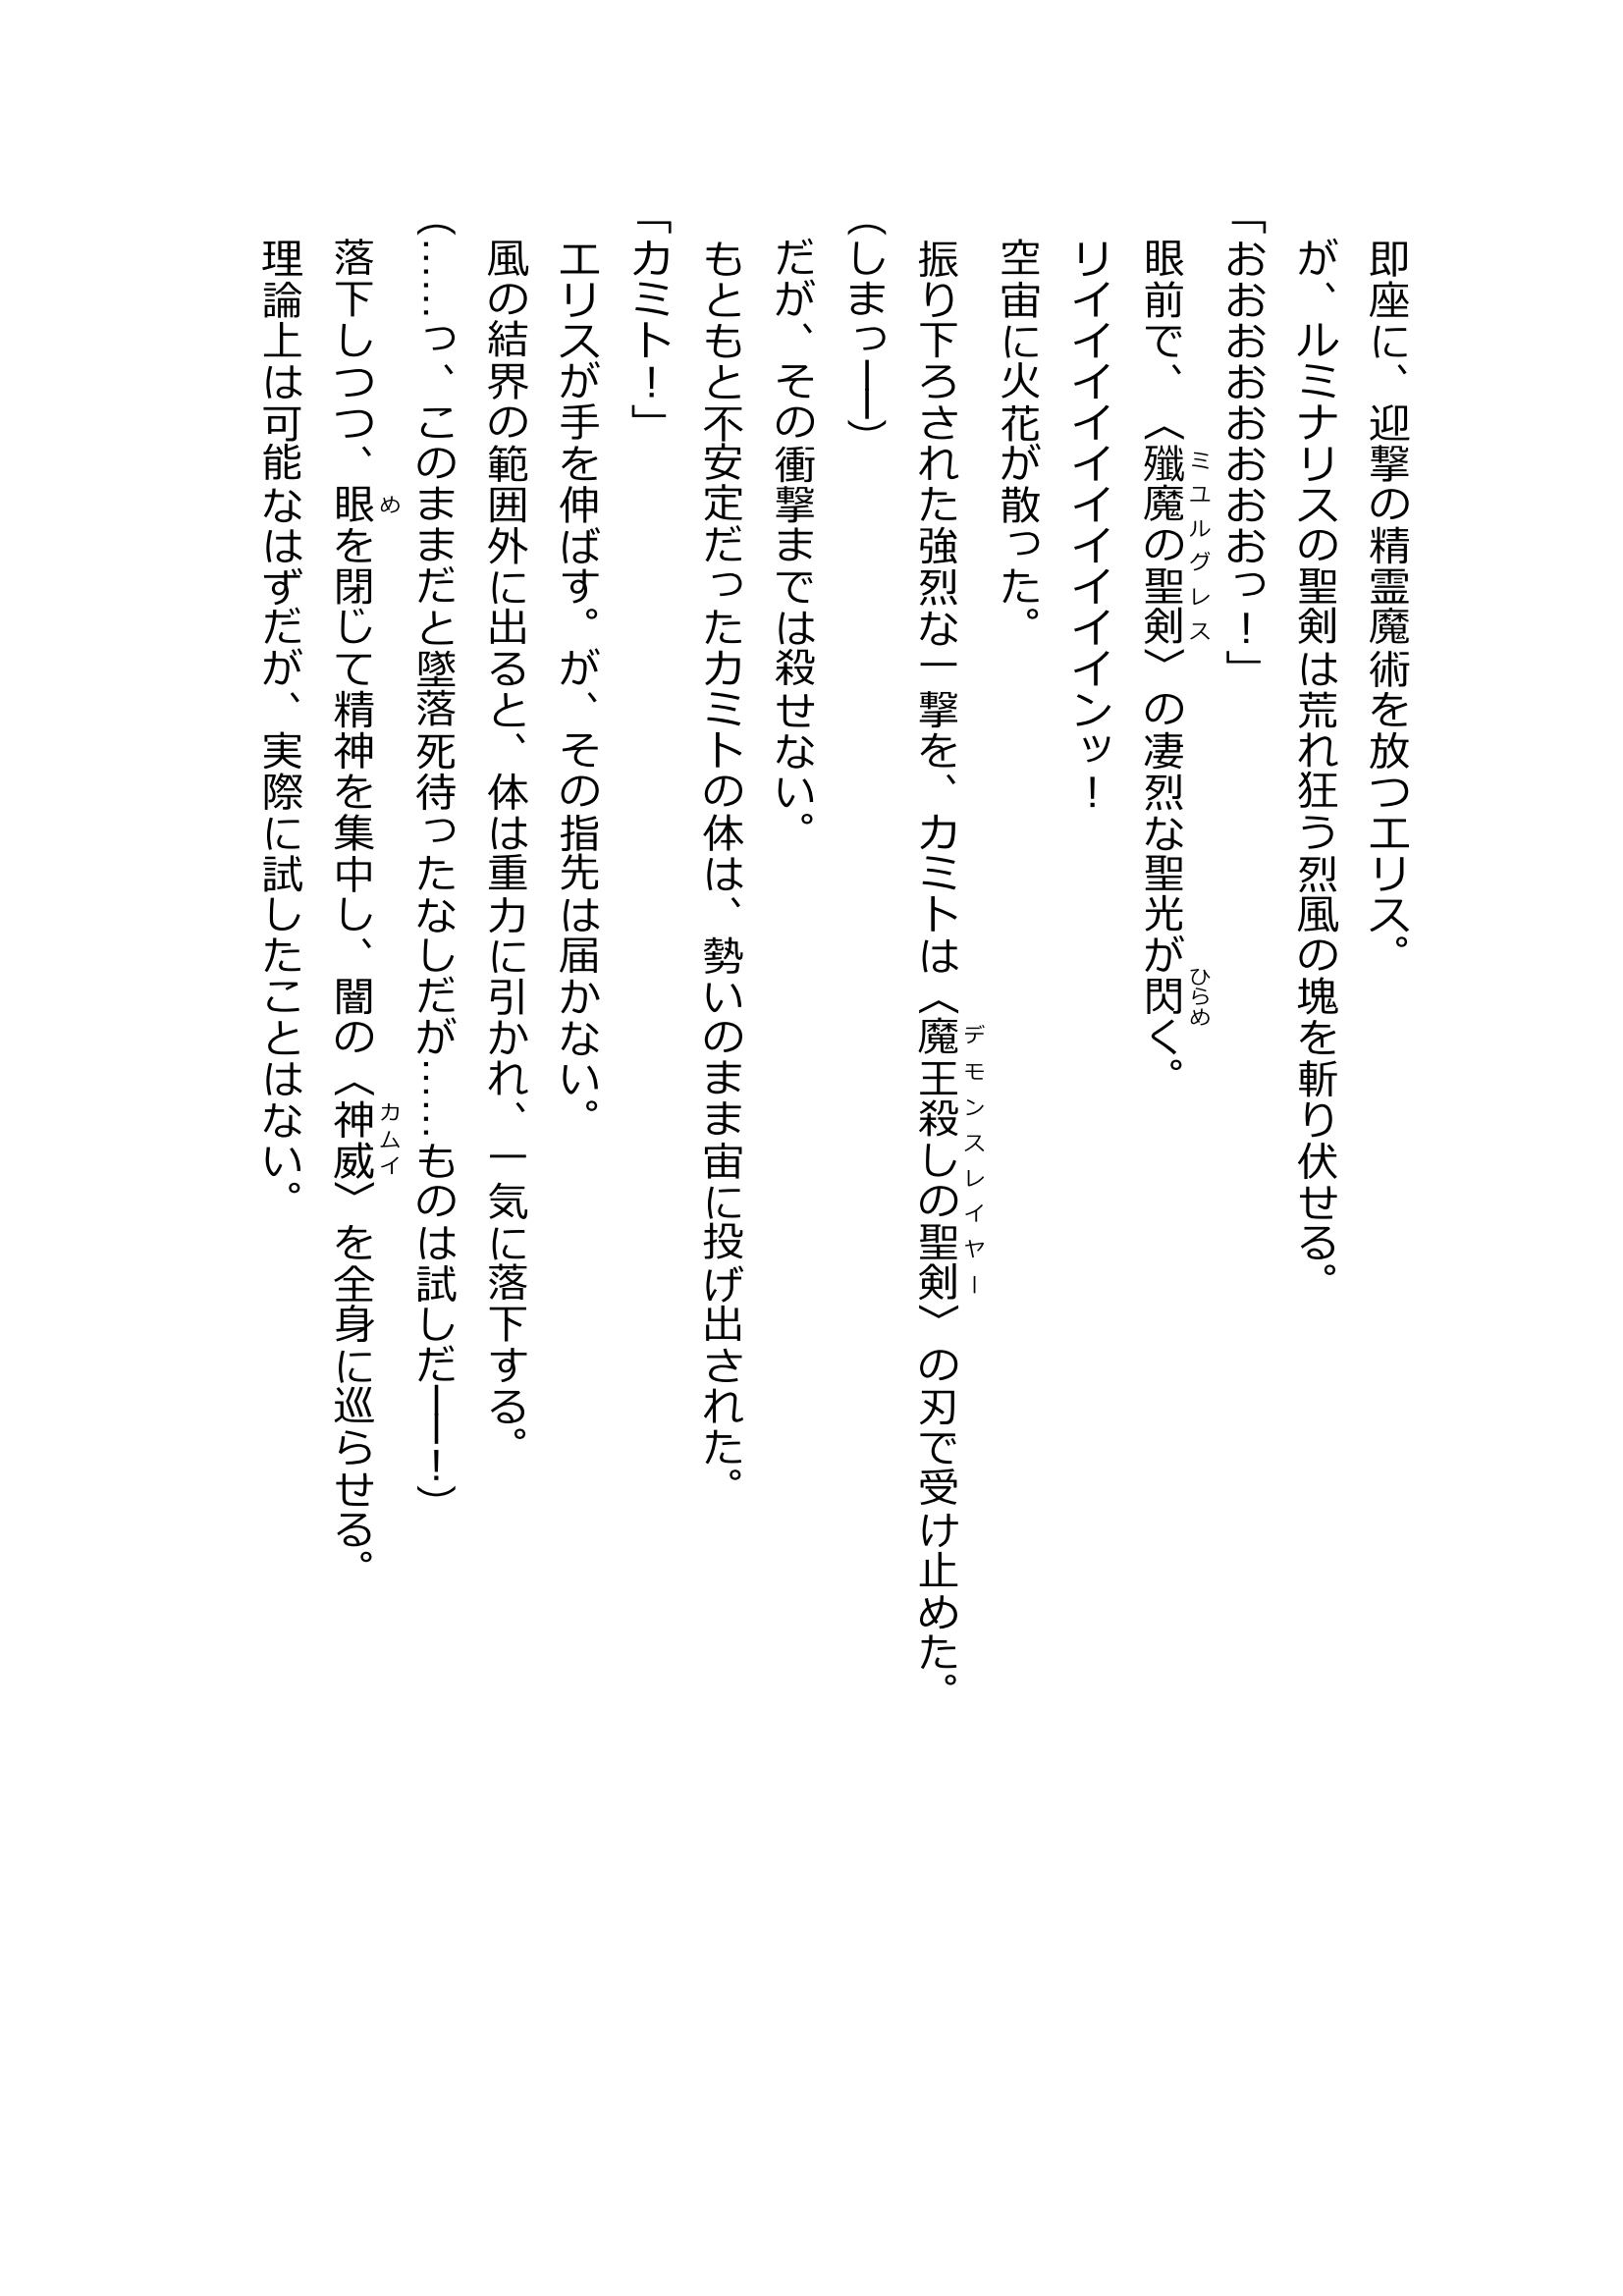 即座に、迎撃の精霊魔術を放つエリス。
が、ルミナリスの聖剣は荒れ狂う烈風の塊を斬り伏せる。
「おおおおおおおおっ！」
眼前で、〈殲魔の聖剣〉の凄烈な聖光が閃く。
ミュルグレス
ひらめ
リイイイイイイイイイイインッ！
空宙に火花が散った。
振り下ろされた強烈な一撃を、カミトは〈魔王殺しの聖剣〉の刃で受け止めた。
デモンスレイヤー
（しまっ――）
だが、その衝撃までは殺せない。
もともと不安定だったカミトの体は、勢いのまま宙に投げ出された。
「カミト！」
エリスが手を伸ばす。が、その指先は届かない。
風の結界の範囲外に出ると、体は重力に引かれ、一気に落下する。
（……っ、このままだと墜落死待ったなしだが……ものは試しだ――！）
落下しつつ、眼を閉じて精神を集中し、闇の〈神威〉を全身に巡らせる。
め
カムイ
理論上は可能なはずだが、実際に試したことはない。